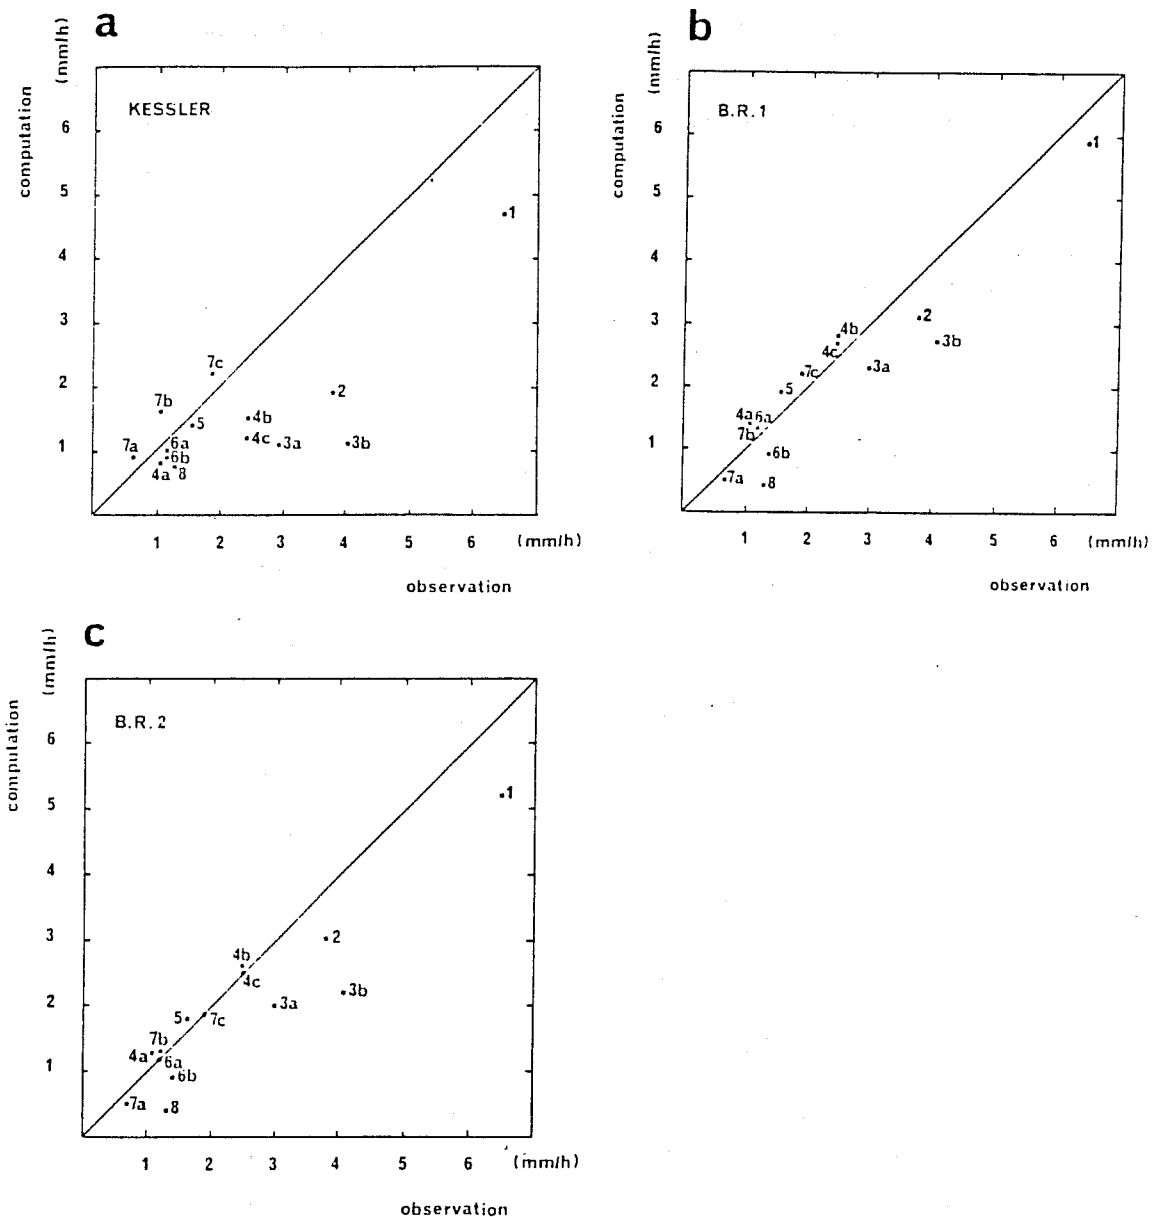 a
computation (mm/h)
KESSLER
6
5
4
3
2
1
1
7c
2
7b
5
4b
7a
6a
4c
3a
3b
6b
4a
8
1 2 3 4 5 6 (mm/h)
observation
b
computation (mm/h)
B.R.1
6
5
4
3
2
1
1
4b
2
4c
3b
7c
3a
5
4a
6a
7b
6b
7a
8
1 2 3 4 5 6 (mm/h)
observation
c
computation (mm/h)
B.R.2
6
5
4
3
2
1
1
4b
2
4c
3a
3b
5
7c
7b
4a
6a
6b
7a
8
1 2 3 4 5 6 (mm/h)
observation